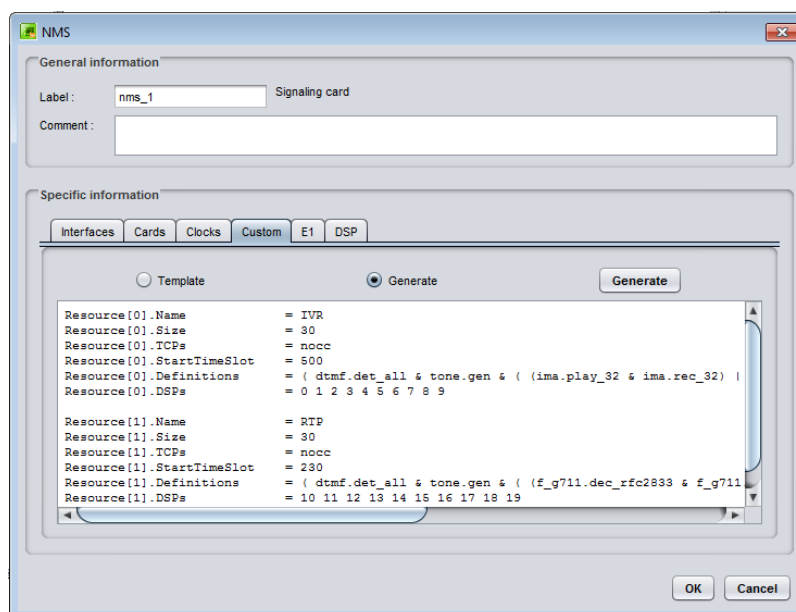 NMS
General information
Label : nms_1 Signaling card
Comment :
Specific information
Interfaces Cards Clocks Custom E1 DSP
Template Generate Generate
Resource[0].Name = IVR
Resource[0].Size = 30
Resource[0].TCPs = nocc
Resource[0].StartTimeSlot = 500
Resource[0].Definitions = ( dtmf.det_all & tone.gen & ( (ima.play_32 & ima.rec_32) |
Resource[0].DSPs = 0 1 2 3 4 5 6 7 8 9
Resource[1].Name = RTP
Resource[1].Size = 30
Resource[1].TCPs = nocc
Resource[1].StartTimeSlot = 230
Resource[1].Definitions = ( dtmf.det_all & tone.gen & ( (f_g711.dec_rfc2833 & f_g711
Resource[1].DSPs = 10 11 12 13 14 15 16 17 18 19
OK Cancel